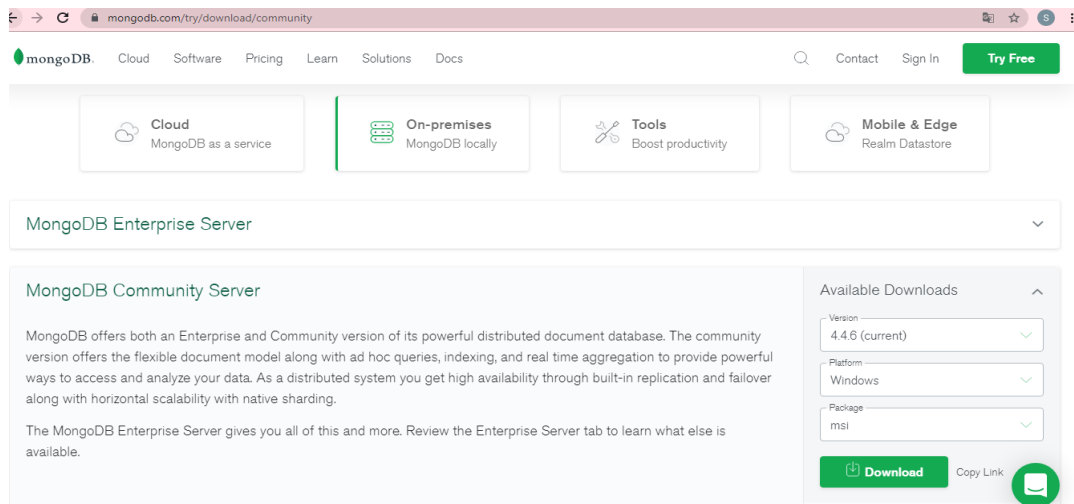 mongodb.com/try/download/community
S
mongoDB.
Cloud
Software
Pricing
Learn
Solutions
Docs
Contact
Sign In
Try Free
Cloud
MongoDB as a service
On-premises
MongoDB locally
Tools
Boost productivity
Mobile & Edge
Realm Datastore
MongoDB Enterprise Server
MongoDB Community Server
MongoDB offers both an Enterprise and Community version of its powerful distributed document database. The community
version offers the flexible document model along with ad hoc queries, indexing, and real time aggregation to provide powerful
ways to access and analyze your data. As a distributed system you get high availability through built-in replication and failover
along with horizontal scalability with native sharding.
The MongoDB Enterprise Server gives you all of this and more. Review the Enterprise Server tab to learn what else is
available.
Available Downloads
Version
4.4.6 (current)
Platform
Windows
Package
msi
Download
Copy Link